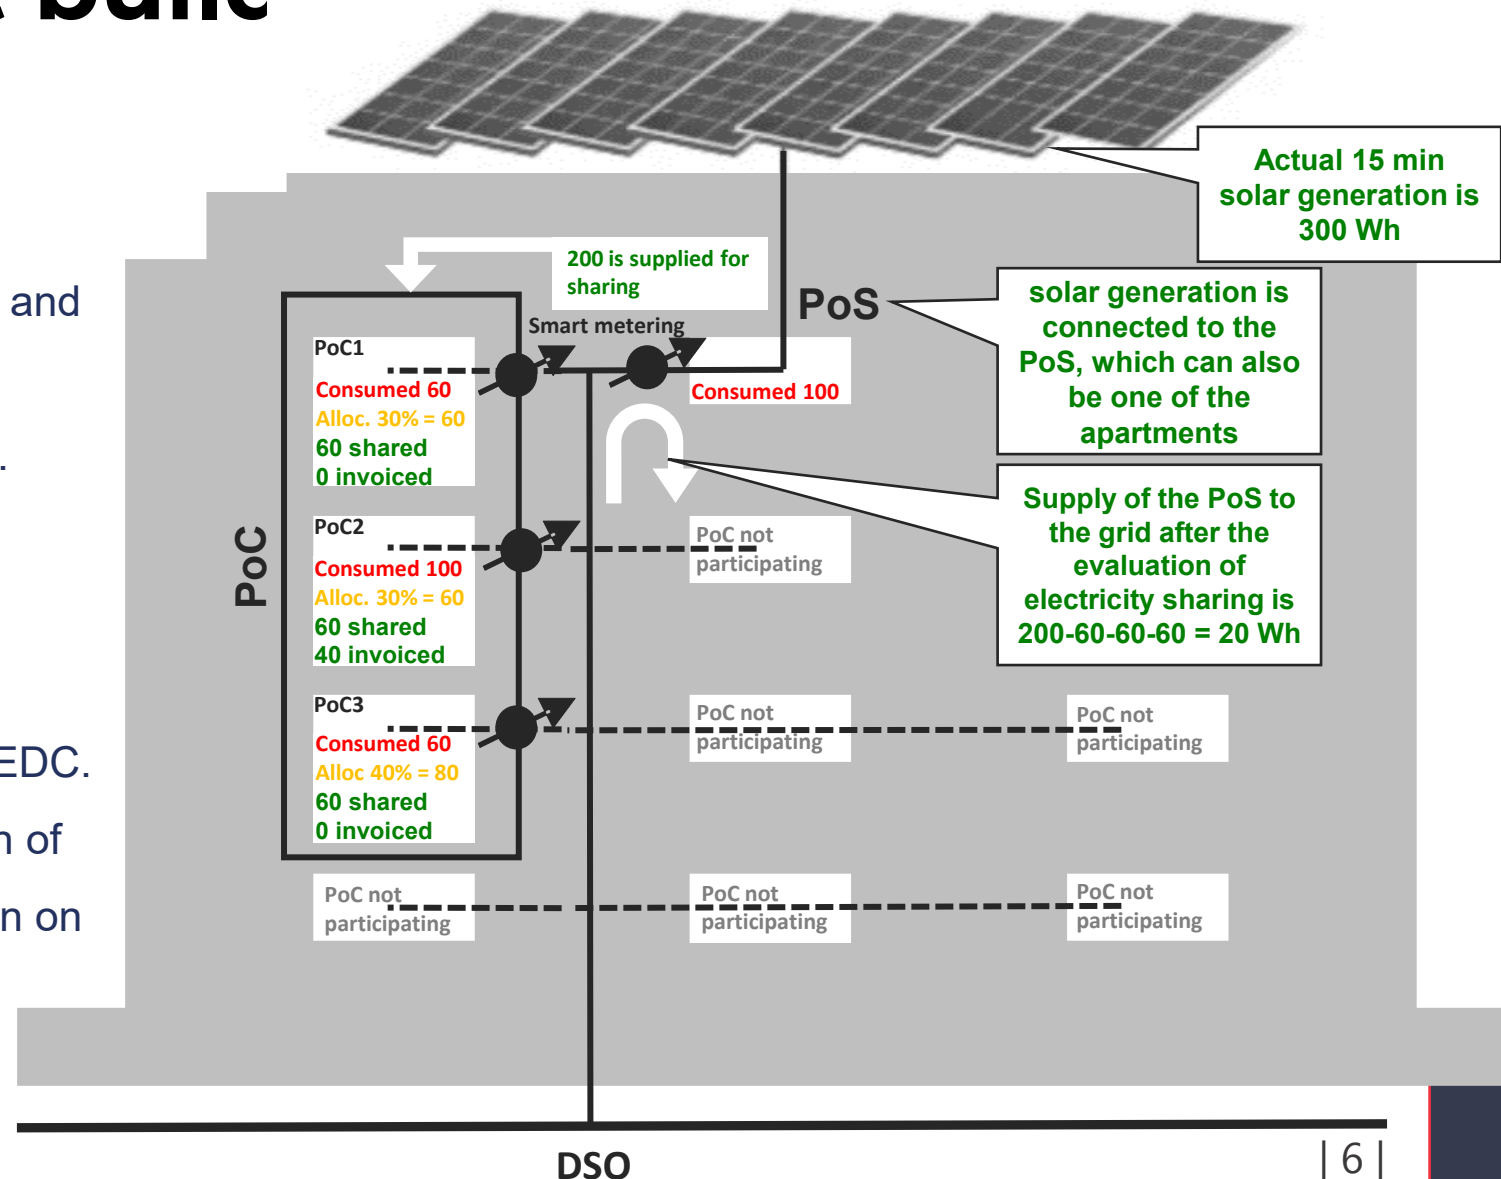 and
.
EDC.
of
on
Actual 15 min
solar generation is
300 Wh
200 is supplied for
sharing
PoS
solar generation is
connected to the
PoS, which can also
be one of the
apartments
Smart metering
PoC
PoC1
Consumed 60
Alloc. 30% = 60
60 shared
0 invoiced
Consumed 100
Supply of the PoS to
the grid after the
evaluation of
electricity sharing is
200-60-60-60 = 20 Wh
PoC2
Consumed 100
Alloc. 30% = 60
60 shared
40 invoiced
PoC not
participating
PoC3
Consumed 60
Alloc 40% = 80
60 shared
0 invoiced
PoC not
participating
PoC not
participating
PoC not
participating
PoC not
participating
PoC not
participating
DSO
| 6 |